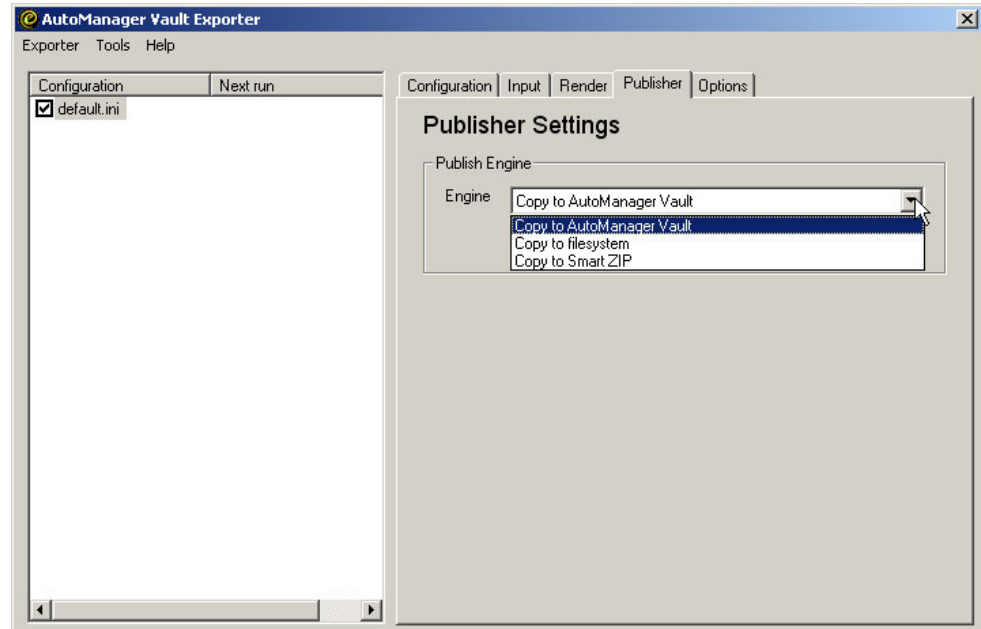 AutoManager Vault Exporter
Exporter Tools Help
Configuration Next run
default.ini
Configuration Input Render Publisher Options
Publisher Settings
Publish Engine
Engine Copy to AutoManager Vault
Copy to AutoManager Vault
Copy to filesystem
Copy to Smart ZIP